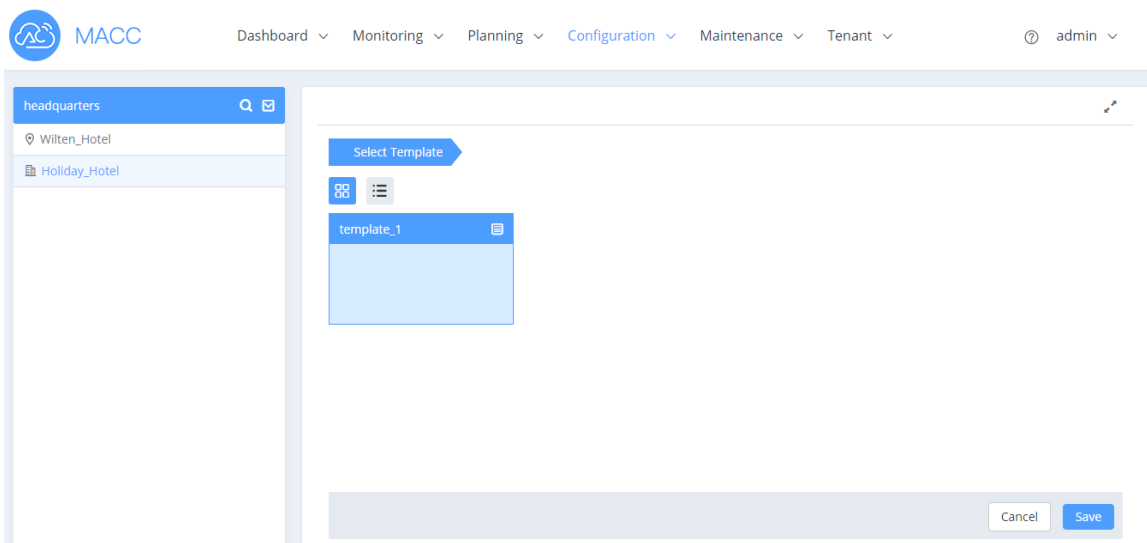 MACC Dashboard Monitoring Planning Configuration Maintenance Tenant admin
headquarters
Wilten_Hotel
Holiday_Hotel
Select Template
template_1
Cancel Save